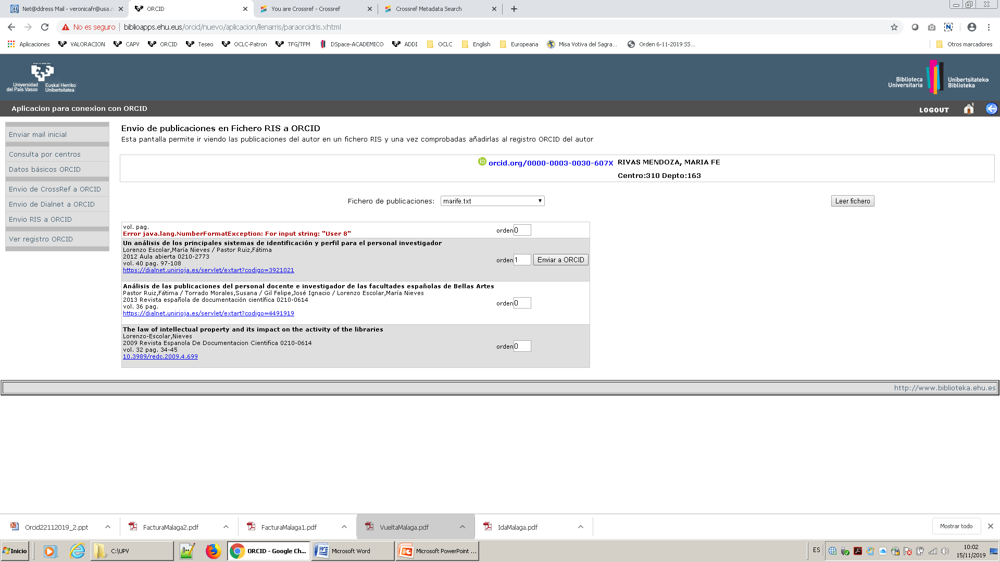 Net@ddress Mail - veronicafr@usa.n
ORCID
You are Crossref - Crossref
Crossref Metadata Search
No es seguro
biblioapps.ehu.eus/orcid/nuevo/aplicacion/llenarris/paraorcidris.xhtml
Aplicaciones
VALORACION
CAPV
ORCID
Teseo
OCLC-Patron
TFG/TFM
DSpace-ACADEMICO
ADDI
OCLC
English
Europeana
Misa Votiva del Sagra...
Orden 6-11-2019 SS...
Otros marcadores
Universidad del País Vasco
Euskal Herriko Unibertsitatea
Biblioteca Universitaria
Unibertsitateko Biblioteka
Aplicacion para conexion con ORCID
LOGOUT
Enviar mail inicial
Consulta por centros
Datos básicos ORCID
Envio de CrossRef a ORCID
Envio de Dialnet a ORCID
Envio RIS a ORCID
Ver registro ORCID
Envio de publicaciones en Fichero RIS a ORCID
Esta pantalla permite ir viendo las publicaciones del autor en un fichero RIS y una vez comprobadas añadirlas al registro ORCID del autor
iD orcid.org/0000-0003-0030-607X RIVAS MENDOZA, MARIA FE
Centro:310 Depto:163
Fichero de publicaciones: marife.txt
Leer fichero
vol. pag.
Error java.lang.NumberFormatException: For input string: "User 8"
orden 0
Un análisis de los principales sistemas de identificación y perfil para el personal investigador
Lorenzo Escolar,María Nieves / Pastor Ruiz,Fátima
2012 Aula abierta 0210-2773
vol. 40 pag. 97-108
https://dialnet.unirioja.es/servlet/extart?codigo=3921021
orden 1 Enviar a ORCID
Análisis de las publicaciones del personal docente e investigador de las facultades españolas de Bellas Artes
Pastor Ruiz,Fátima / Torrado Morales,Susana / Gil Felipe,José Ignacio / Lorenzo Escolar,María Nieves
2013 Revista española de documentación científica 0210-0614
vol. 36 pag.
https://dialnet.unirioja.es/servlet/extart?codigo=4491919
orden 0
The law of intellectual property and its impact on the activity of the libraries
Lorenzo-Escolar,Nieves
2009 Revista Espanola De Documentacion Cientifica 0210-0614
vol. 32 pag. 34-45
10.3989/redc.2009.4.699
orden 0
http://www.biblioteka.ehu.es
Orcid22112019_2.ppt
FacturaMalaga2.pdf
FacturaMalaga1.pdf
VueltaMalaga.pdf
IdaMalaga.pdf
Mostrar todo
Inicio
C:\UPV
ORCID - Google Ch...
Microsoft Word
Microsoft PowerPoint ...
ES
10:02
15/11/2019